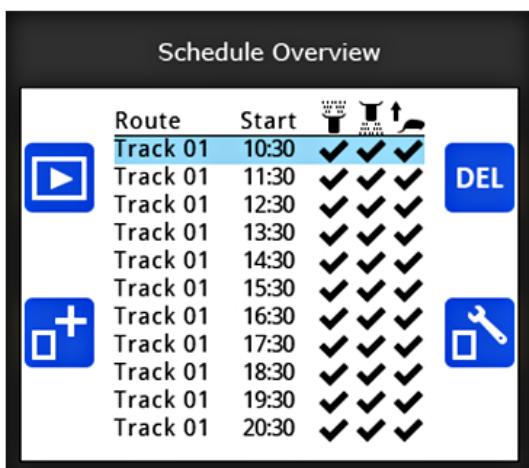 Schedule Overview
Route Start
Track 01 10:30
DEL
Track 01 11:30
Track 01 12:30
Track 01 13:30
Track 01 14:30
Track 01 15:30
Track 01 16:30
Track 01 17:30
Track 01 18:30
Track 01 19:30
Track 01 20:30